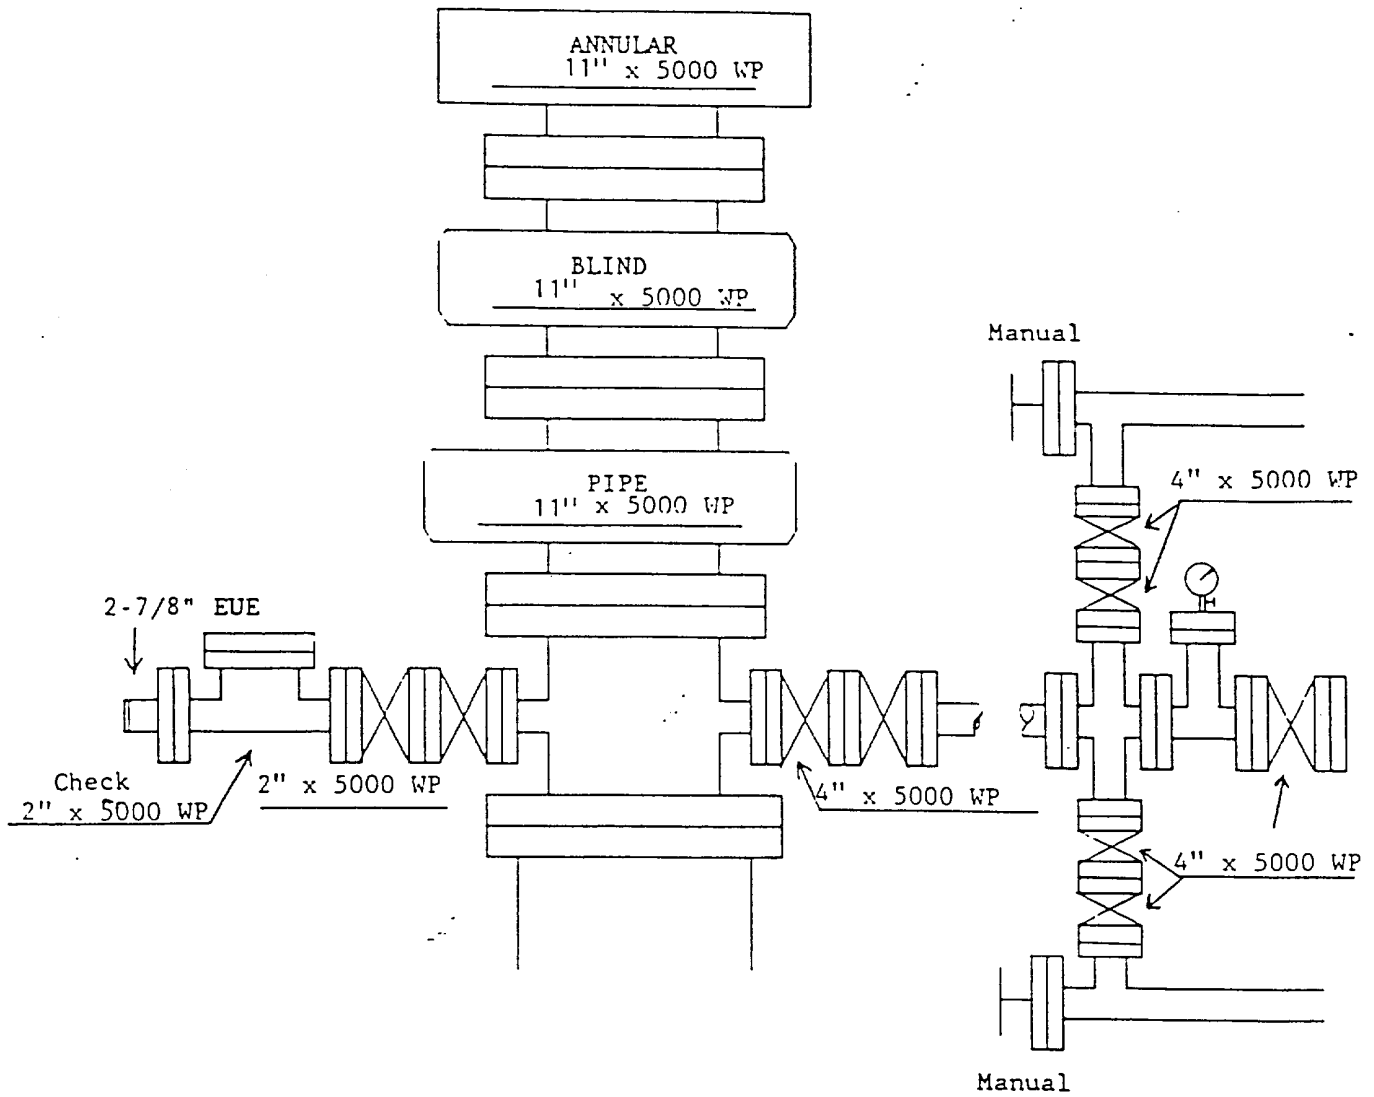 ANNULAR
11" x 5000 WP
BLIND
11" x 5000 WP
Manual
PIPE
11" x 5000 WP
4" x 5000 WP
2-7/8" EUE
Check
2" x 5000 WP
2" x 5000 WP
4" x 5000 WP
4" x 5000 WP
Manual